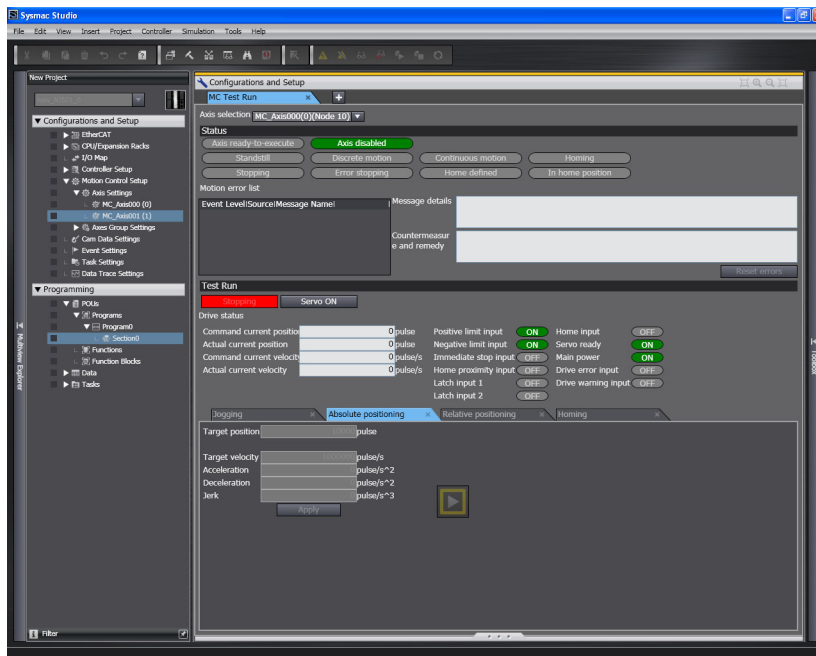 Sysmac Studio
File Edit View Insert Project Controller Simulation Tools Help
New Project
Configurations and Setup
EtherCAT
CPU/Expansion Racks
I/O Map
Controller Setup
Motion Control Setup
Axis Settings
MC_Axis000 (0)
MC_Axis001 (1)
Axes Group Settings
Cam Data Settings
Event Settings
Task Settings
Data Trace Settings
Programming
POUs
Programs
Program0
Section0
Functions
Function Blocks
Data
Tasks
Filter
Multiview Explorer
Configurations and Setup
MC Test Run
Axis selection MC_Axis000(0)(Node 10)
Status
Axis ready-to-execute Axis disabled
Standstill Discrete motion Continuous motion Homing
Stopping Error stopping Home defined In home position
Motion error list
Event Level|Source|Message Name|
Message details
Countermeasur
e and remedy
Reset errors
Test Run
Stopping Servo ON
Drive status
Command current positio 0 pulse Positive limit input ON Home input OFF
Actual current position 0 pulse Negative limit input ON Servo ready ON
Command current velocit 0 pulse/s Immediate stop input OFF Main power ON
Actual current velocity 0 pulse/s Home proximity input OFF Drive error input OFF
Latch input 1 OFF Drive warning input OFF
Latch input 2 OFF
Jogging Absolute positioning Relative positioning Homing
Target position pulse
Target velocity pulse/s
Acceleration pulse/s^2
Deceleration pulse/s^2
Jerk pulse/s^3
Apply
Toolbox